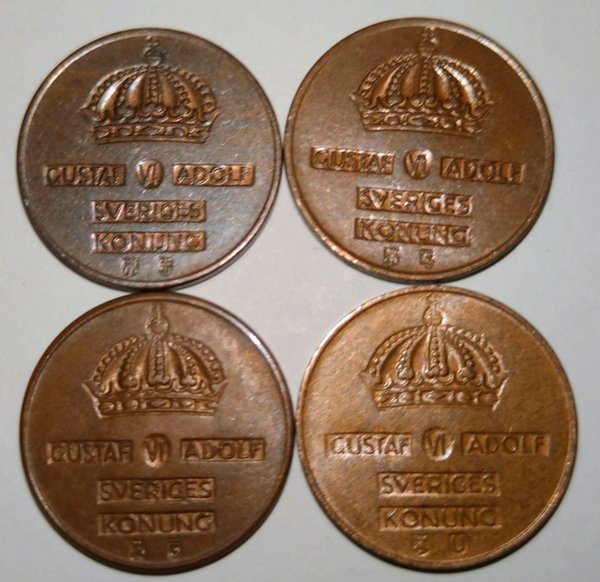 GUSTAF VI ADOLF
SVERIGES
KONUNG
GUSTAF VI ADOLF
SVERIGES
KONUNG
GUSTAF VI ADOLF
SVERIGES
KONUNG
GUSTAF VI ADOLF
SVERIGES
KONUNG
U